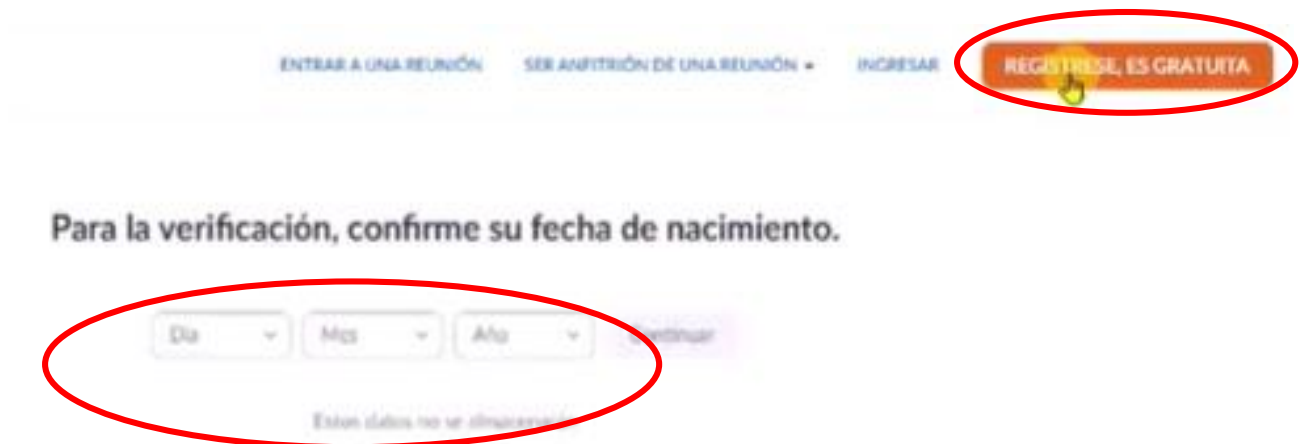 ENTRAR A UNA REUNIÓN SER ANFITRIÓN DE UNA REUNIÓN INGRESAR REGÍSTRESE, ES GRATUITA
Para la verificación, confirme su fecha de nacimiento.
Día Mes Año Continuar
Estos datos no se almacenarán